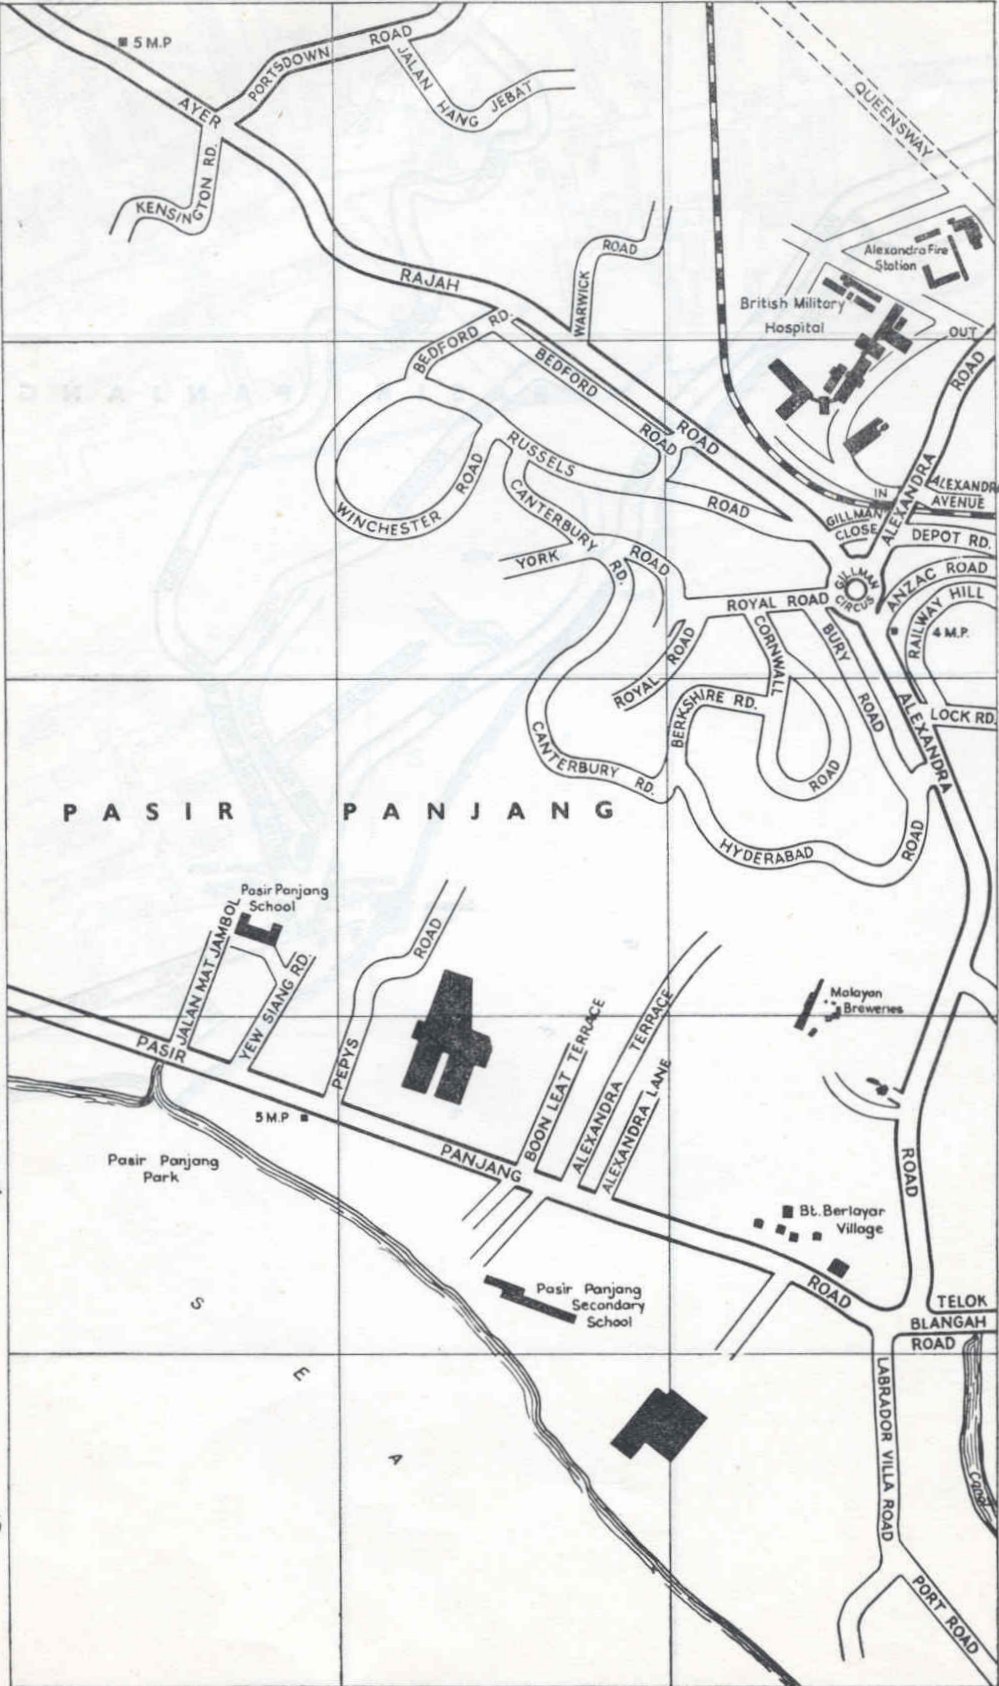 5 M.P
PORTSDOWN ROAD
JALAN HANG JEBAT
AYER
KENSINGTON RD.
QUEENSWAY
Alexandra Fire
Station
RAJAH
WARWICK ROAD
British Military
Hospital
OUT
BEDFORD RD.
BEDFORD
ROAD
ROAD
ALEXANDRA ROAD
RUSSELS
ROAD
WINCHESTER ROAD
CANTERBURY RD.
IN
ALEXANDRA
AVENUE
GILLMAN
CLOSE
DEPOT RD.
YORK
ROAD
GILLMAN
CIRCUS
ANZAC ROAD
RAILWAY HILL
ROYAL ROAD
4 M.P.
BURY
ROAD
CORNWALL
ROAD
ROYAL ROAD
BERKSHIRE RD.
ALEXANDRA
LOCK RD.
CANTERBURY RD.
HYDERABAD
ROAD
PASIR PANJANG
Pasir Panjang
School
JALAN MAT JAMBOL
YEW SIANG RD.
PEPYS
ROAD
Malayan
Breweries
PASIR
5 M.P
BOON LEAT TERRACE
ALEXANDRA TERRACE
ALEXANDRA LANE
Pasir Panjang
Park
PANJANG
ROAD
Bt. Berlayar
Village
Pasir Panjang
Secondary
School
ROAD
TELOK
BLANGAH
ROAD
SEA
LABRADOR VILLA ROAD
Canal
PORT ROAD